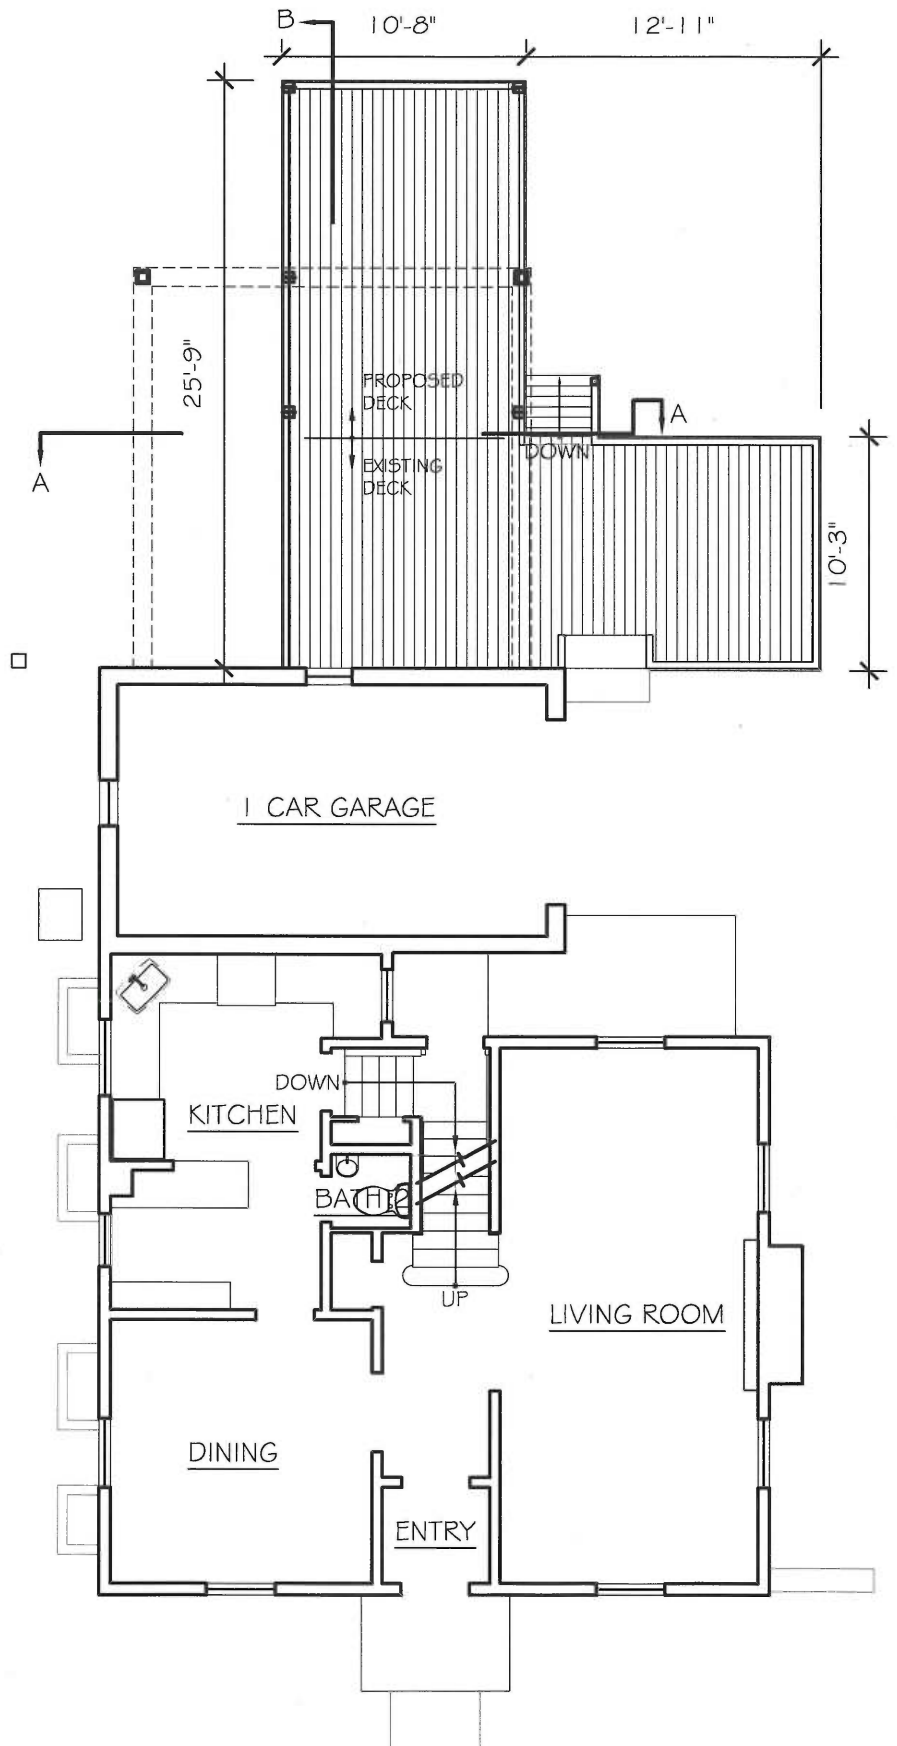 B
10'-8"
12'-11"
25'-9"
PROPOSED
DECK
A
A
DOWN
EXISTING
DECK
10'-3"
1 CAR GARAGE
DOWN
KITCHEN
BATH
UP
LIVING ROOM
DINING
ENTRY